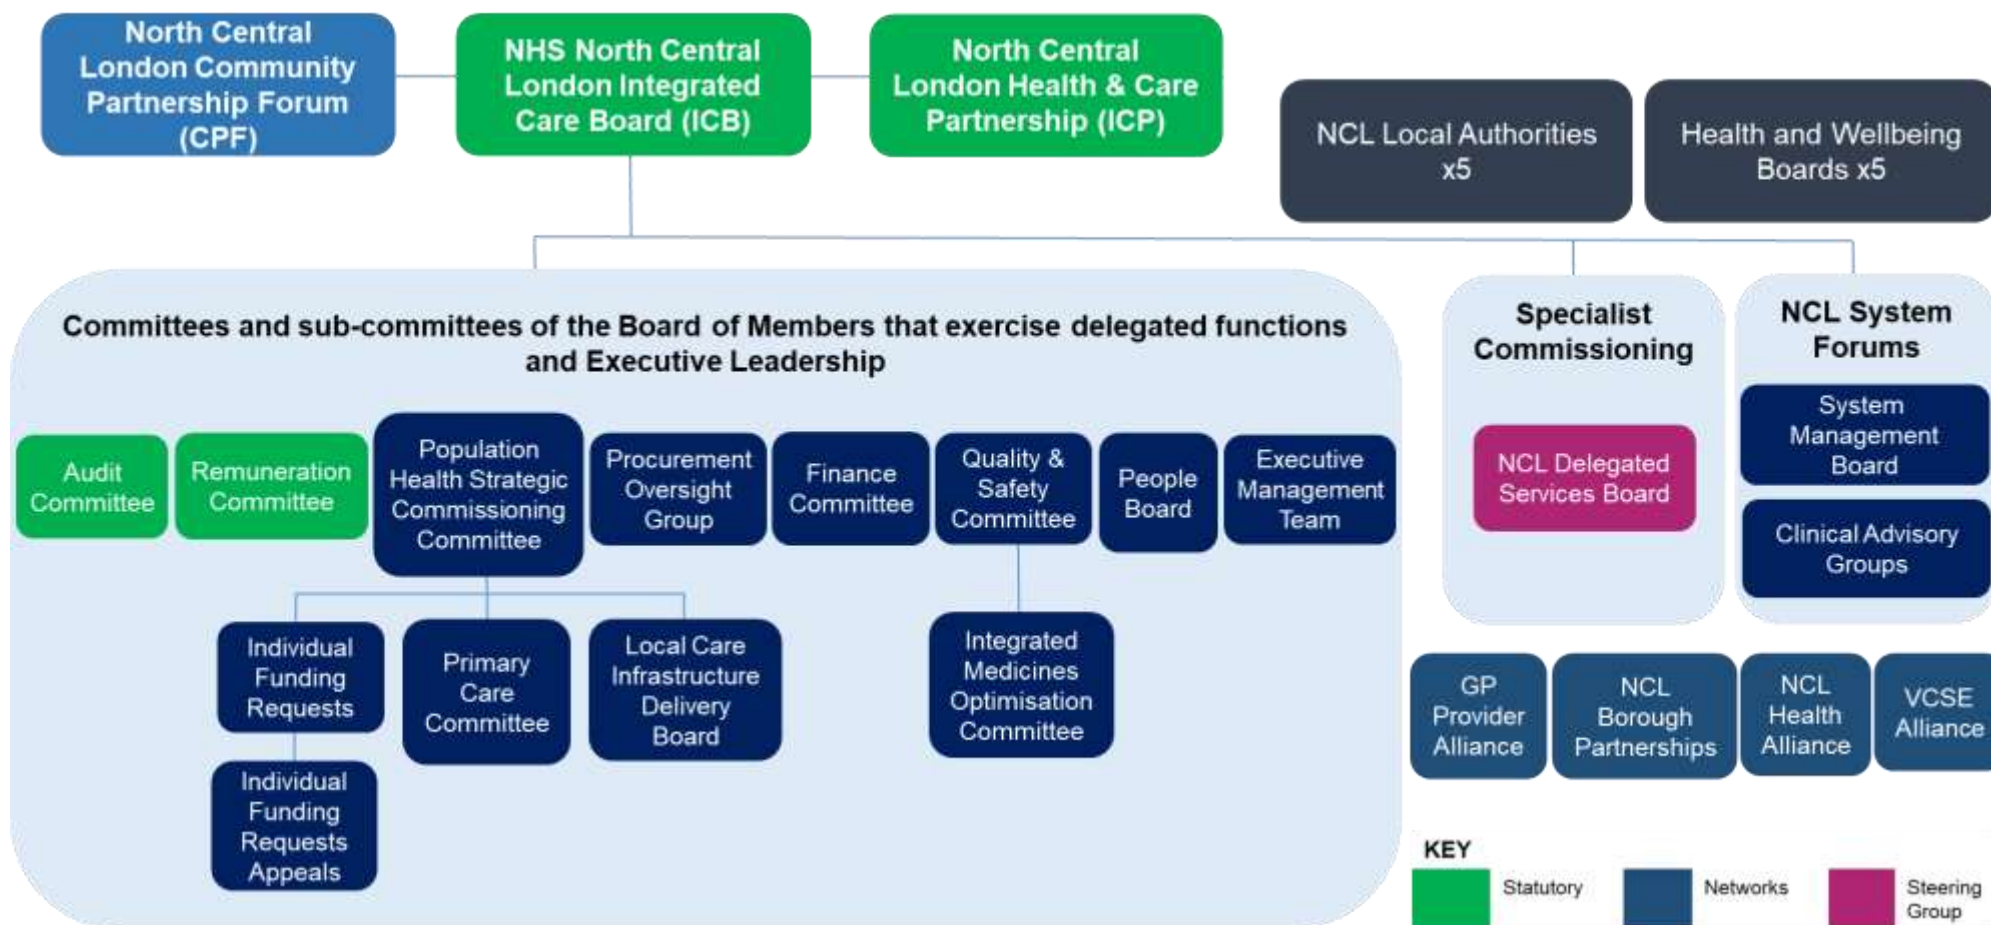 North Central
London Community
Partnership Forum
(CPF)
NHS North Central
London Integrated
Care Board (ICB)
North Central
London Health & Care
Partnership (ICP)
NCL Local Authorities
x5
Health and Wellbeing
Boards x5
Committees and sub-committees of the Board of Members that exercise delegated functions
and Executive Leadership
Specialist
Commissioning
NCL System
Forums
Audit
Committee
Remuneration
Committee
Population
Health Strategic
Commissioning
Committee
Procurement
Oversight
Group
Finance
Committee
Quality &
Safety
Committee
People
Board
Executive
Management
Team
NCL Delegated
Services Board
System
Management
Board
Clinical Advisory
Groups
Individual
Funding
Requests
Primary
Care
Committee
Local Care
Infrastructure
Delivery
Board
Integrated
Medicines
Optimisation
Committee
Individual
Funding
Requests
Appeals
GP
Provider
Alliance
NCL
Borough
Partnerships
NCL
Health
Alliance
VCSE
Alliance
KEY
Statutory
Networks
Steering
Group